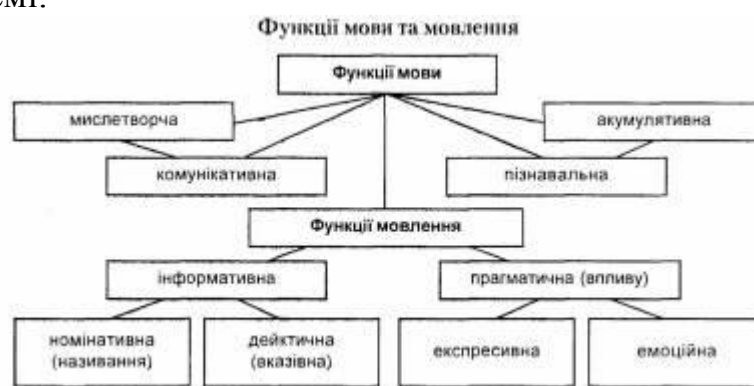 емі.
Функції мови та мовлення
Функції мови
мислетворча
акумулятивна
комунікативна
пізнавальна
Функції мовлення
інформативна
прагматична (впливу)
номінативна
(називання)
дейктична
(вказівна)
експресивна
емоційна